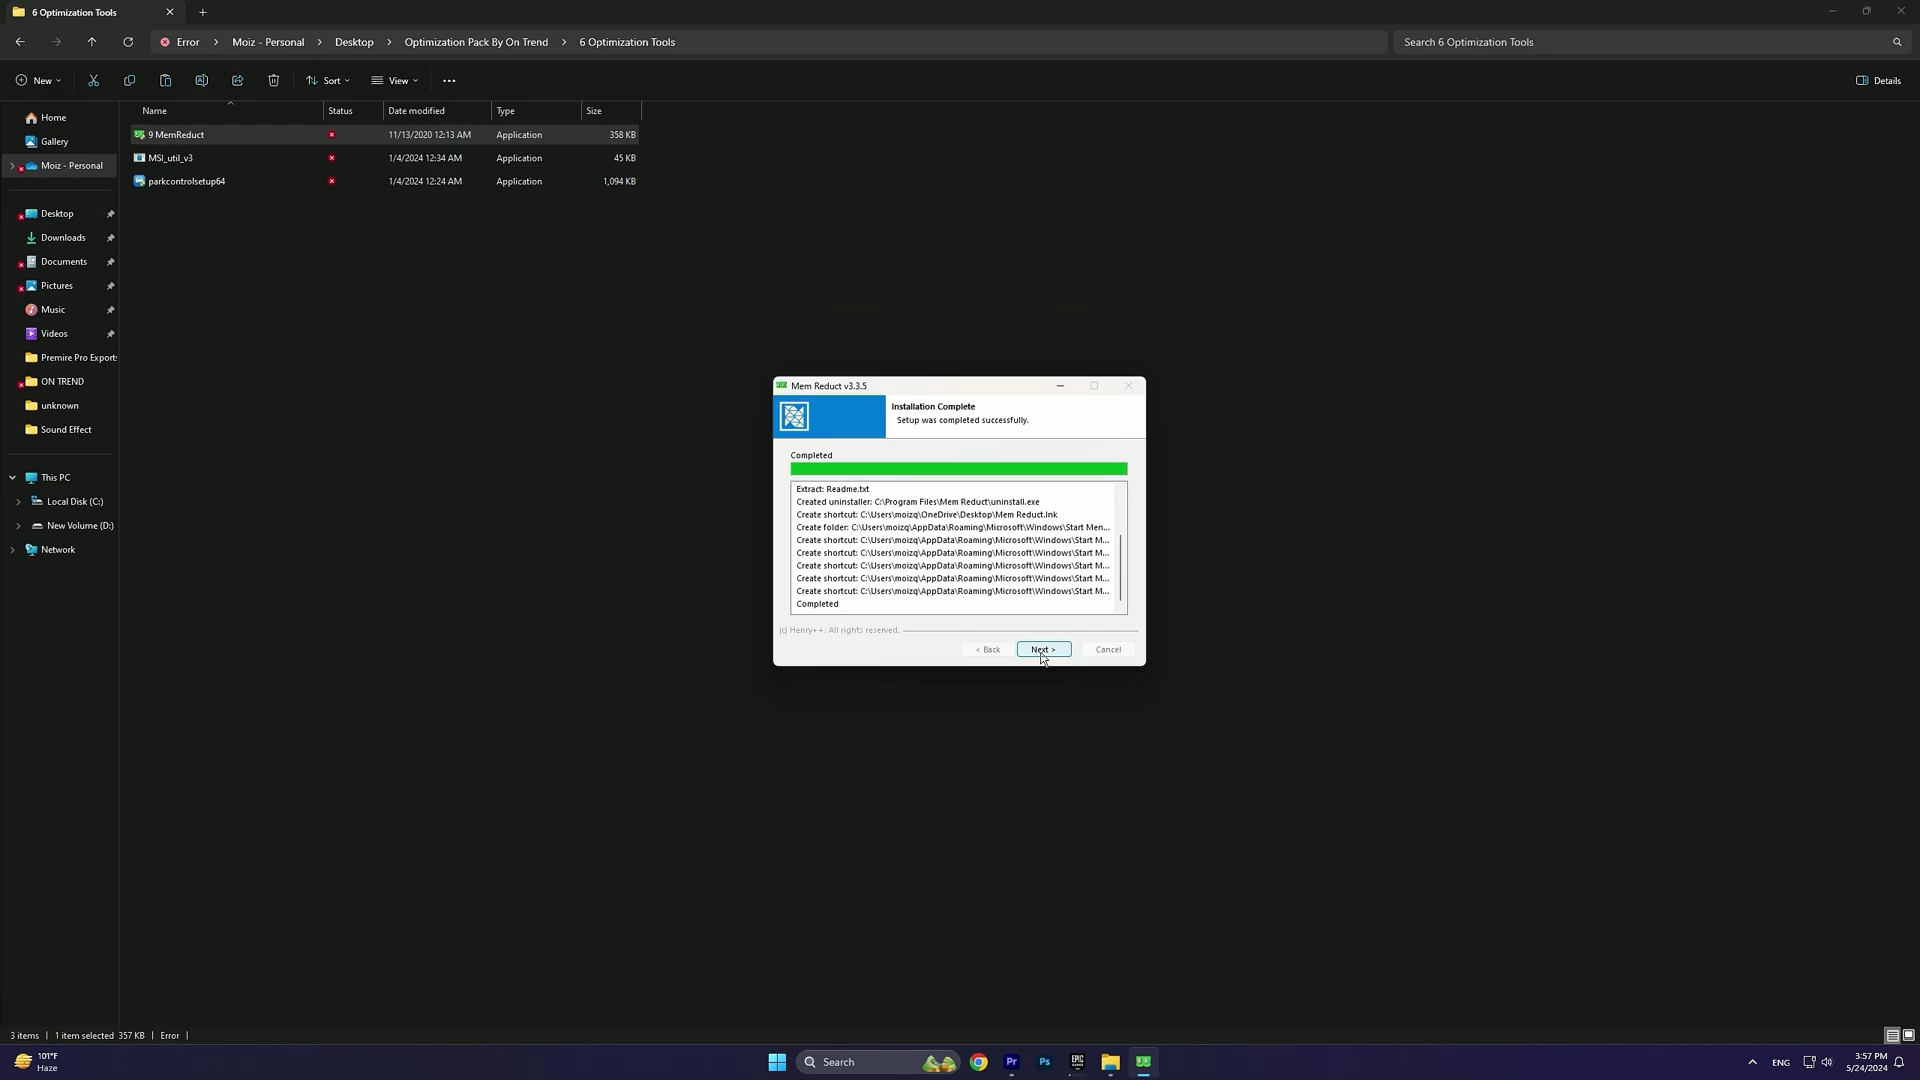 6 Optimization Tools
Error > Moiz - Personal > Desktop > Optimization Pack By On Trend > 6 Optimization Tools
Search 6 Optimization Tools
New
Sort
View
Details
Name Status Date modified Type Size
9 MemReduct 11/13/2020 12:13 AM Application 358 KB
MSI_util_v3 1/4/2024 12:34 AM Application 45 KB
parkcontrolsetup64 1/4/2024 12:24 AM Application 1,094 KB
Home
Gallery
Moiz - Personal
Desktop
Downloads
Documents
Pictures
Music
Videos
Premire Pro Exports
ON TREND
unknown
Sound Effect
This PC
Local Disk (C:)
New Volume (D:)
Network
Mem Reduct v3.3.5
Installation Complete
Setup was completed successfully.
Completed
Extract: Readme.txt
Created uninstaller: C:\Program Files\Mem Reduct\uninstall.exe
Create shortcut: C:\Users\moizq\OneDrive\Desktop\Mem Reduct.lnk
Create folder: C:\Users\moizq\AppData\Roaming\Microsoft\Windows\Start Men...
Create shortcut: C:\Users\moizq\AppData\Roaming\Microsoft\Windows\Start M...
Create shortcut: C:\Users\moizq\AppData\Roaming\Microsoft\Windows\Start M...
Create shortcut: C:\Users\moizq\AppData\Roaming\Microsoft\Windows\Start M...
Create shortcut: C:\Users\moizq\AppData\Roaming\Microsoft\Windows\Start M...
Create shortcut: C:\Users\moizq\AppData\Roaming\Microsoft\Windows\Start M...
Completed
(c) Henry++. All rights reserved.
< Back Next > Cancel
3 items | 1 item selected 357 KB | Error |
101°F
Haze
Search
Pr
Ps
EPIC
GAMES
ENG
3:57 PM
5/24/2024